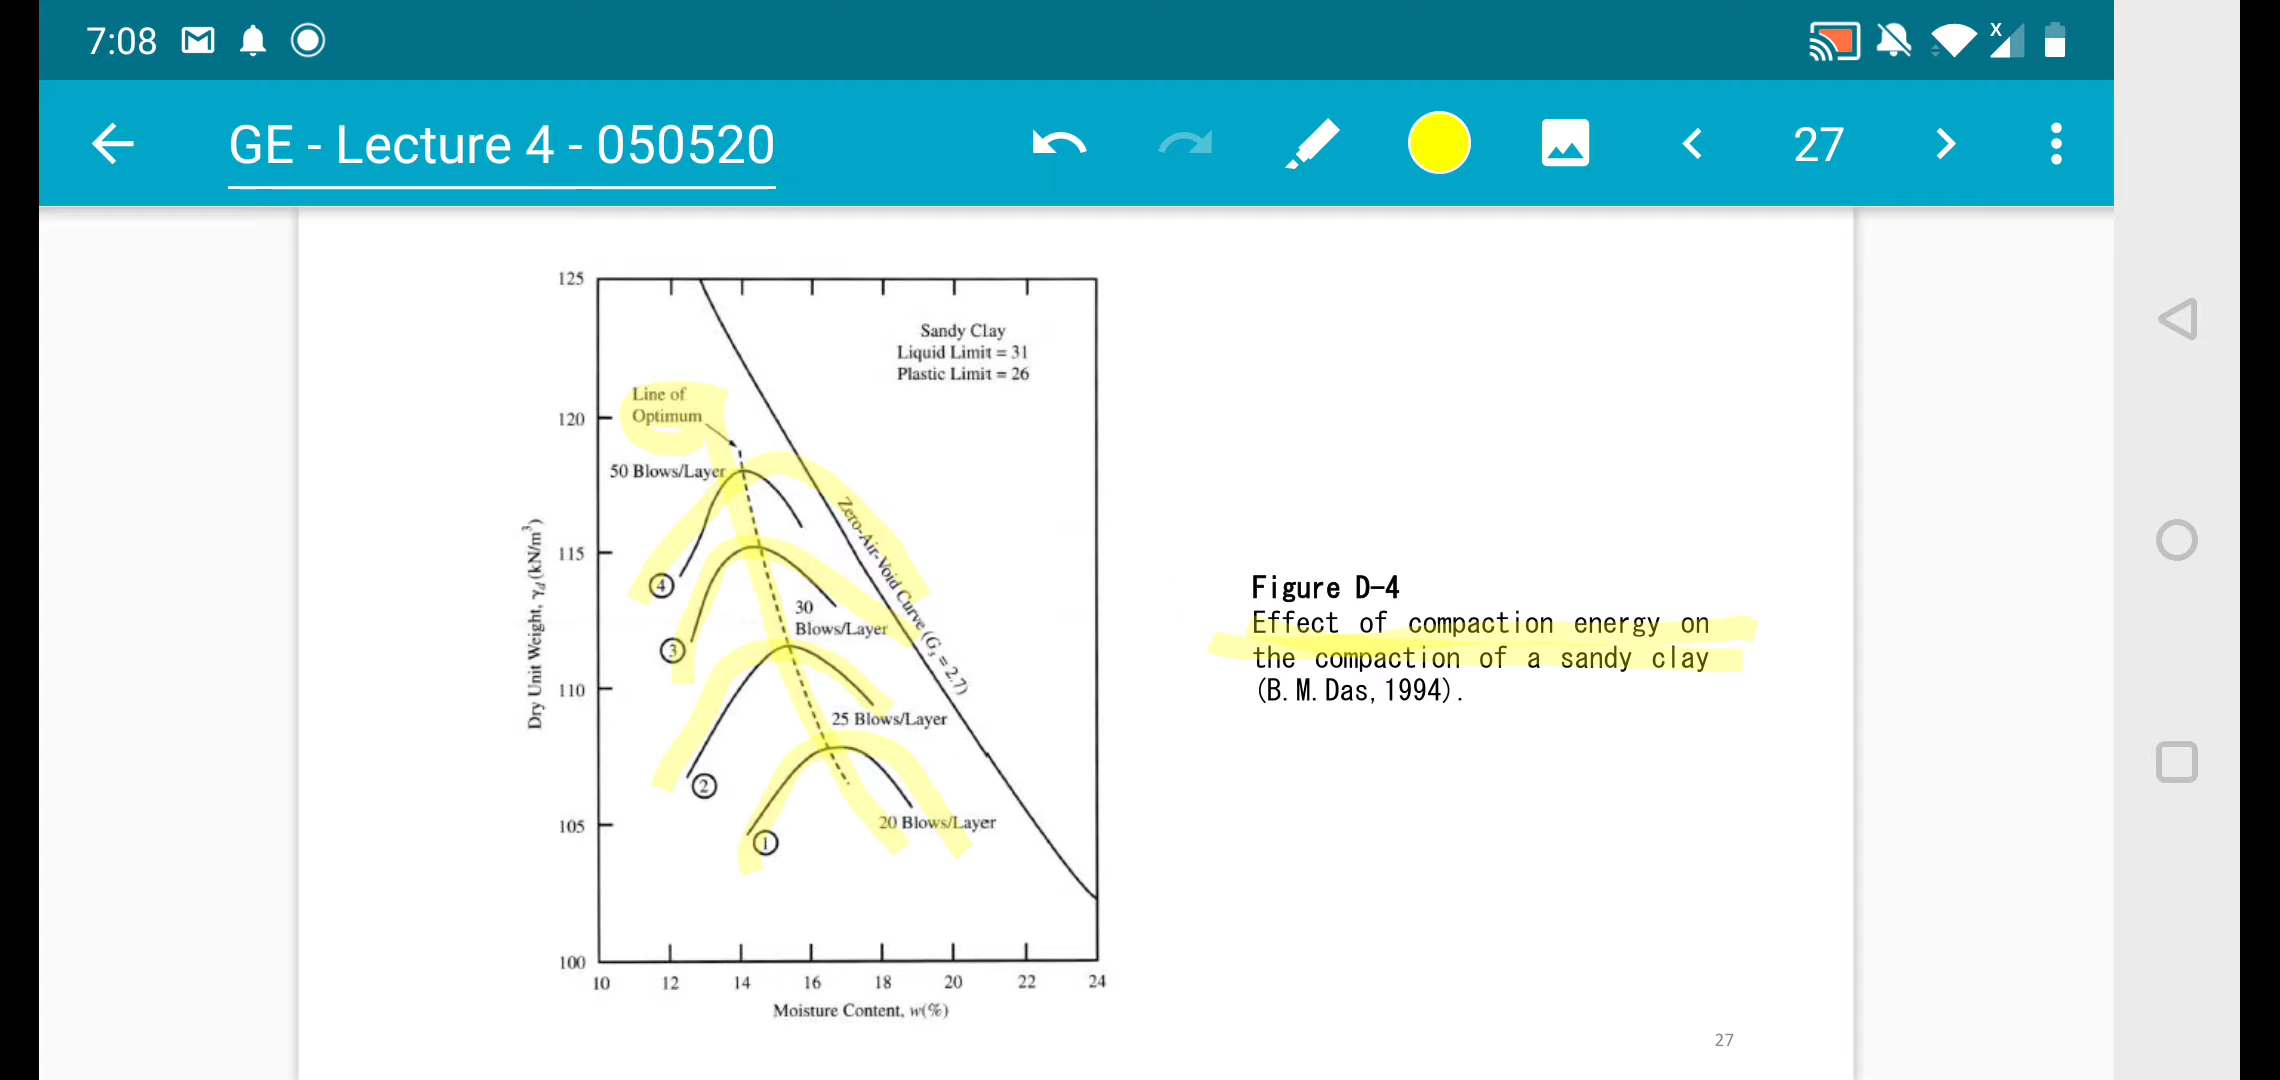 7:08
GE - Lecture 4 - 050520
27
125
120
115
110
105
100
Dry Unit Weight, γd (kN/m³)
Sandy Clay
Liquid Limit = 31
Plastic Limit = 26
Line of
Optimum
50 Blows/Layer
Zero-Air-Void Curve (Gs = 2.7)
4
30
Blows/Layer
3
25 Blows/Layer
2
20 Blows/Layer
1
10 12 14 16 18 20 22 24
Moisture Content, w(%)
Figure D-4
Effect of compaction energy on
the compaction of a sandy clay
(B.M.Das,1994).
27